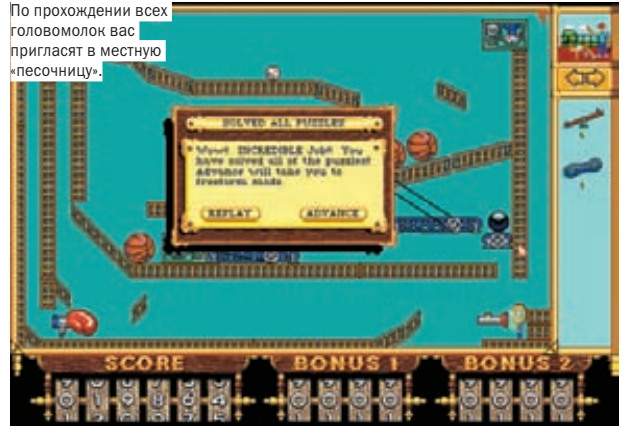 По прохождении всех
головомолок вас
пригласят в местную
«песочницу».
SOLVED ALL PUZZLES
Wow! INCREDIBLE Job! You
have solved all of the puzzles!
Advance will take you to
freeform mode.
REPLAY ADVANCE
SCORE BONUS 1 BONUS 2